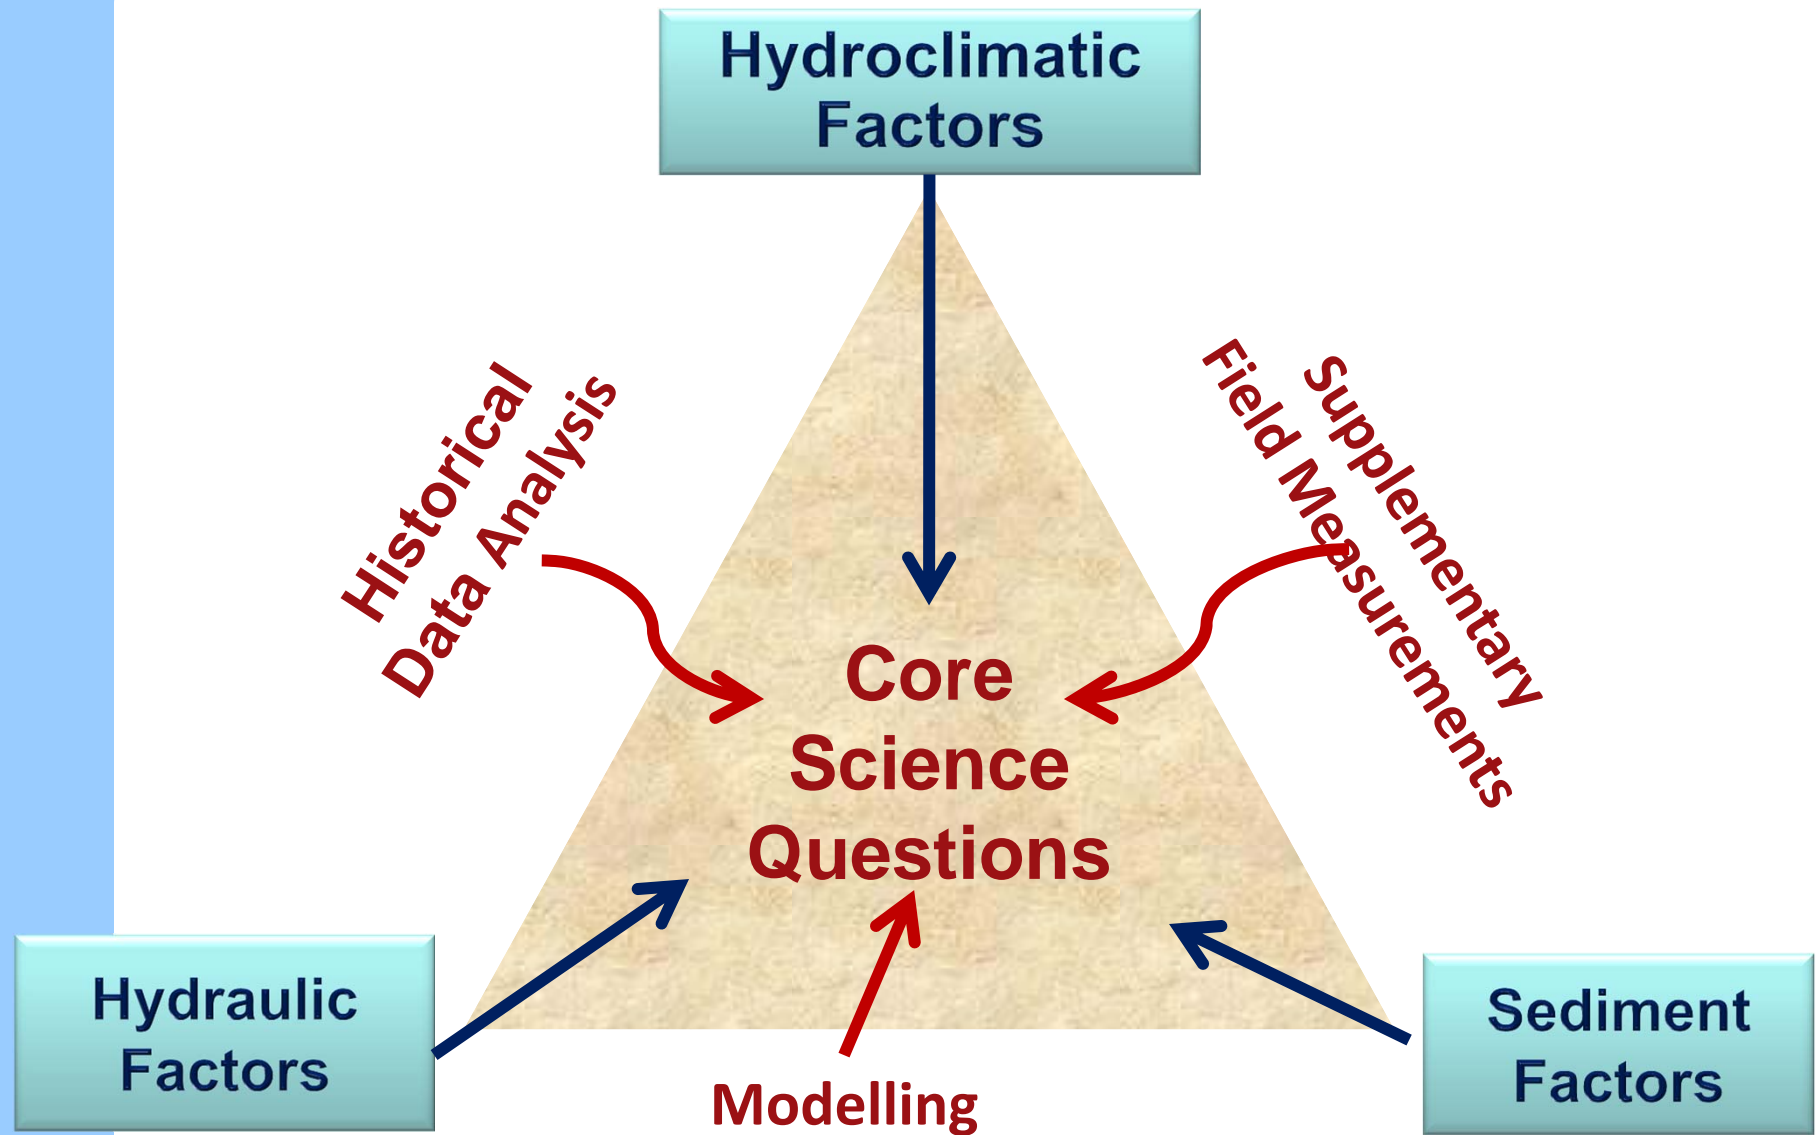 Hydroclimatic
Factors
Historical
Data Analysis
Supplementary
Field Measurements
Core
Science
Questions
Hydraulic
Factors
Sediment
Factors
Modelling